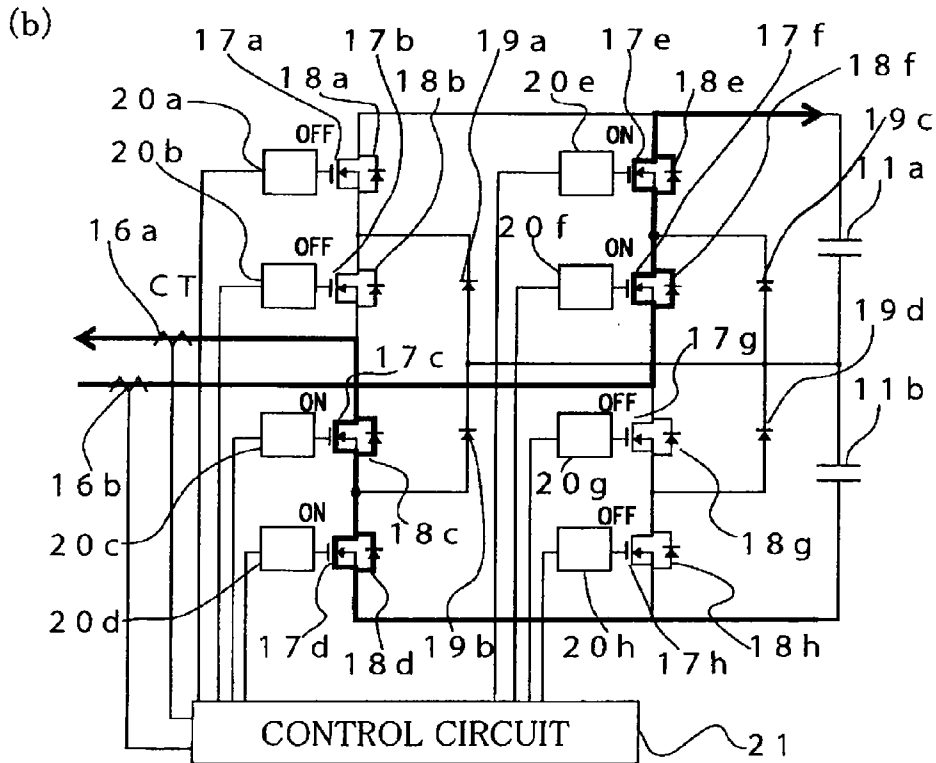 (b)
17a 17b 19a 17e 17f
18a 18b 20e 18e 18f
20a OFF ON 19c
20b 11a
16a OFF 20f ON
CT 19d
17g
17c 11b
ON OFF
16b 20g
20c ON 18c OFF 18g
20d 17d 18d 19b 20h 17h 18h
CONTROL CIRCUIT 21